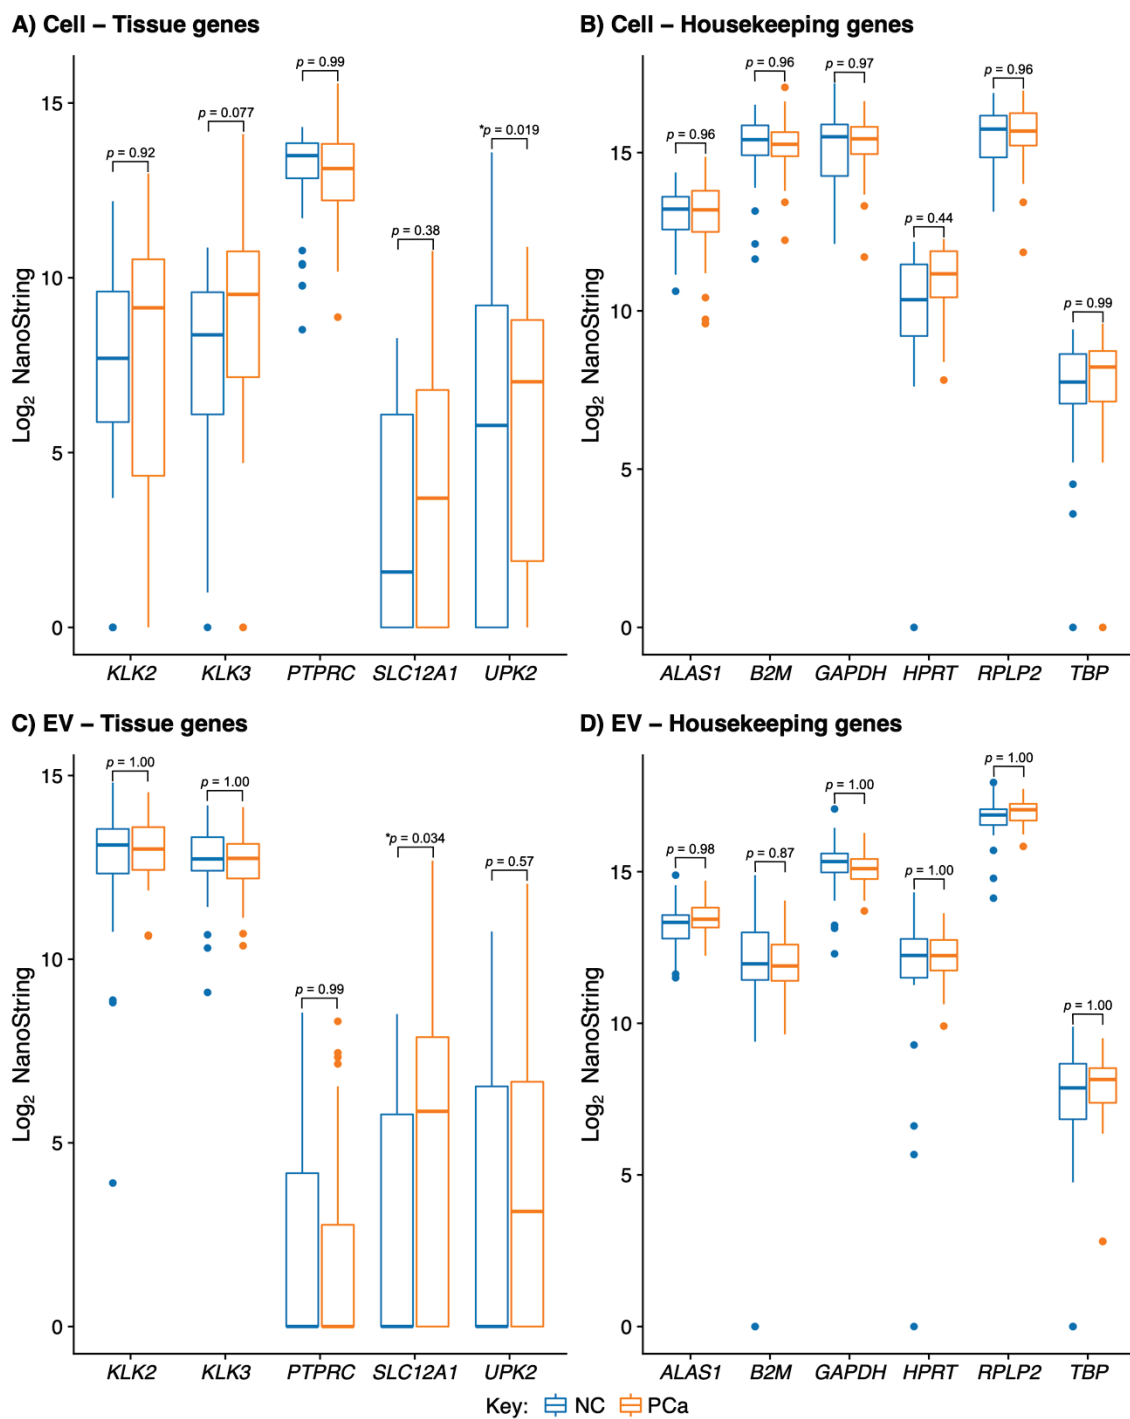 A) Cell – Tissue genes
p = 0.92
p = 0.077
p = 0.99
p = 0.38
*p = 0.019
Log2 NanoString
15
10
5
0
KLK2 KLK3 PTPRC SLC12A1 UPK2
B) Cell – Housekeeping genes
p = 0.96
p = 0.96
p = 0.97
p = 0.44
p = 0.96
p = 0.99
Log2 NanoString
15
10
5
0
ALAS1 B2M GAPDH HPRT RPLP2 TBP
C) EV – Tissue genes
p = 1.00
p = 1.00
p = 0.99
*p = 0.034
p = 0.57
Log2 NanoString
15
10
5
0
KLK2 KLK3 PTPRC SLC12A1 UPK2
D) EV – Housekeeping genes
p = 0.98
p = 0.87
p = 1.00
p = 1.00
p = 1.00
p = 1.00
Log2 NanoString
15
10
5
0
ALAS1 B2M GAPDH HPRT RPLP2 TBP
Key: NC PCa